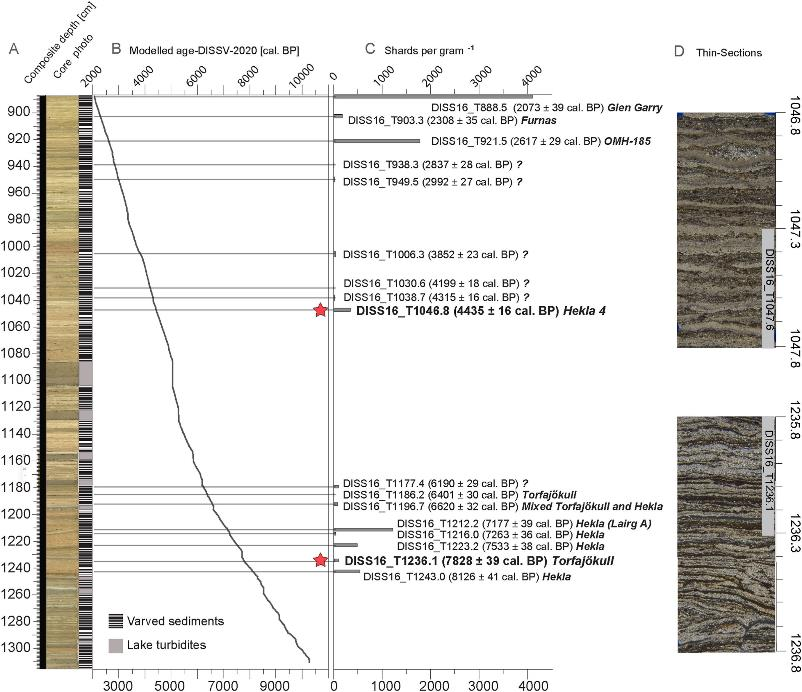 A
Composite depth [cm]
Core photo
B Modelled age-DISSV-2020 [cal. BP]
C Shards per gram -1
D Thin-Sections
2000 4000 6000 8000 10000
0 1000 2000 3000 4000
900
920
940
960
980
1000
1020
1040
1060
1080
1100
1120
1140
1160
1180
1200
1220
1240
1260
1280
1300
DISS16_T888.5 (2073 ± 39 cal. BP) Glen Garry
DISS16_T903.3 (2308 ± 35 cal. BP) Furnas
DISS16_T921.5 (2617 ± 29 cal. BP) OMH-185
DISS16_T938.3 (2837 ± 28 cal. BP) ?
DISS16_T949.5 (2992 ± 27 cal. BP) ?
DISS16_T1006.3 (3852 ± 23 cal. BP) ?
DISS16_T1030.6 (4199 ± 18 cal. BP) ?
DISS16_T1038.7 (4315 ± 16 cal. BP) ?
DISS16_T1046.8 (4435 ± 16 cal. BP) Hekla 4
DISS16_T1177.4 (6190 ± 29 cal. BP) ?
DISS16_T1186.2 (6401 ± 30 cal. BP) Torfajökull
DISS16_T1196.7 (6620 ± 32 cal. BP) Mixed Torfajökull and Hekla
DISS16_T1212.2 (7177 ± 39 cal. BP) Hekla (Lairg A)
DISS16_T1216.0 (7263 ± 36 cal. BP) Hekla
DISS16_T1223.2 (7533 ± 38 cal. BP) Hekla
DISS16_T1236.1 (7828 ± 39 cal. BP) Torfajökull
DISS16_T1243.0 (8126 ± 41 cal. BP) Hekla
Varved sediments
Lake turbidites
3000 5000 7000 9000
0 1000 2000 3000 4000
1046.8
1047.3
1047.8
DISS16_T1047.6
1235.8
1236.3
1236.8
DISS16_T1236.1